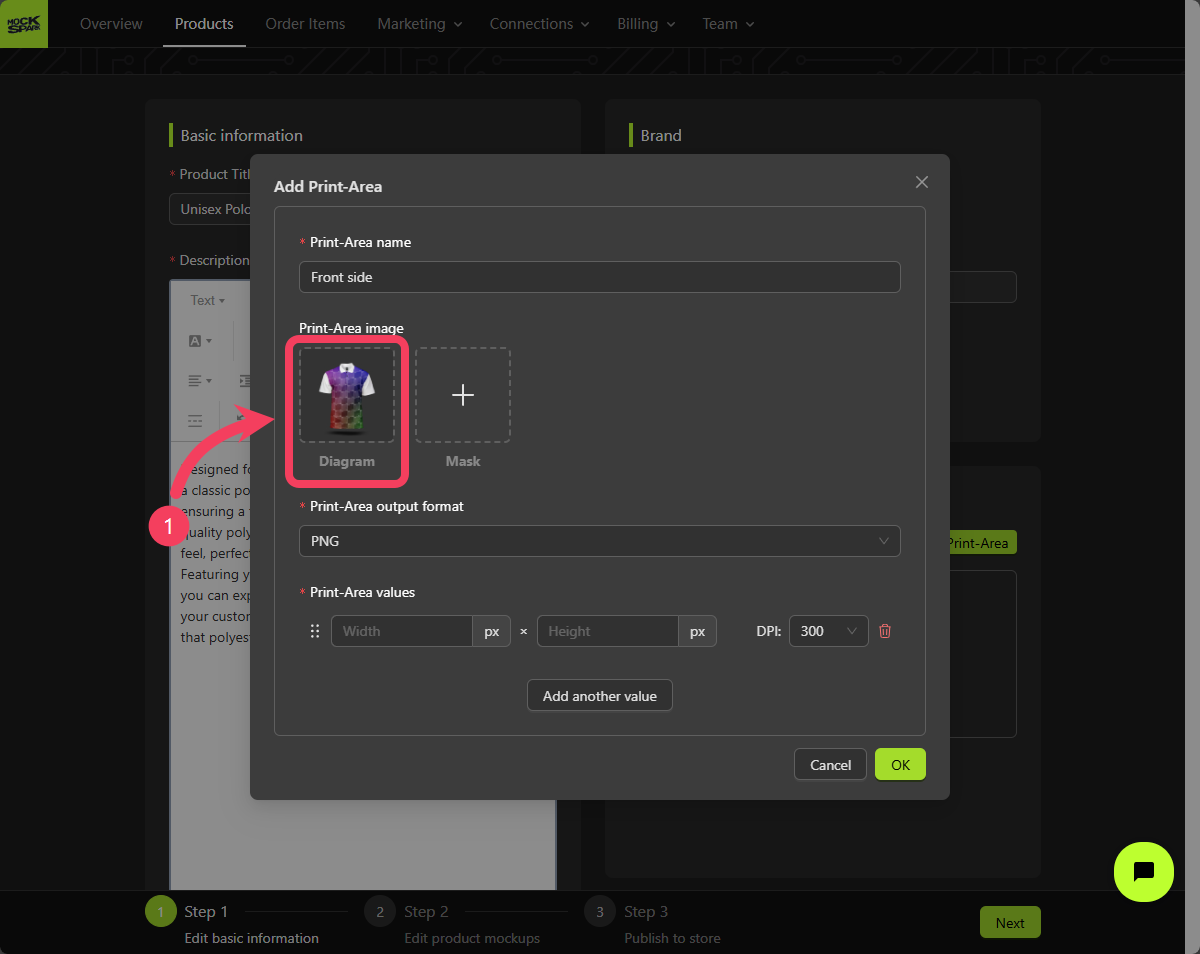 MOCK
SPARK
Overview
Products
Order Items
Marketing
Connections
Billing
Team
Basic information
Brand
* Product Titl
Unisex Polo
* Description
Text
A
Add Print-Area
* Print-Area name
Front side
Print-Area image
Diagram
Mask
* Print-Area output format
PNG
* Print-Area values
Width px × Height px DPI: 300
Add another value
Cancel
OK
1
esigned fo
a classic po
ensuring a
quality poly
feel, perfec
Featuring y
you can exp
your custor
that polyest
Print-Area
1 Step 1
Edit basic information
2 Step 2
Edit product mockups
3 Step 3
Publish to store
Next